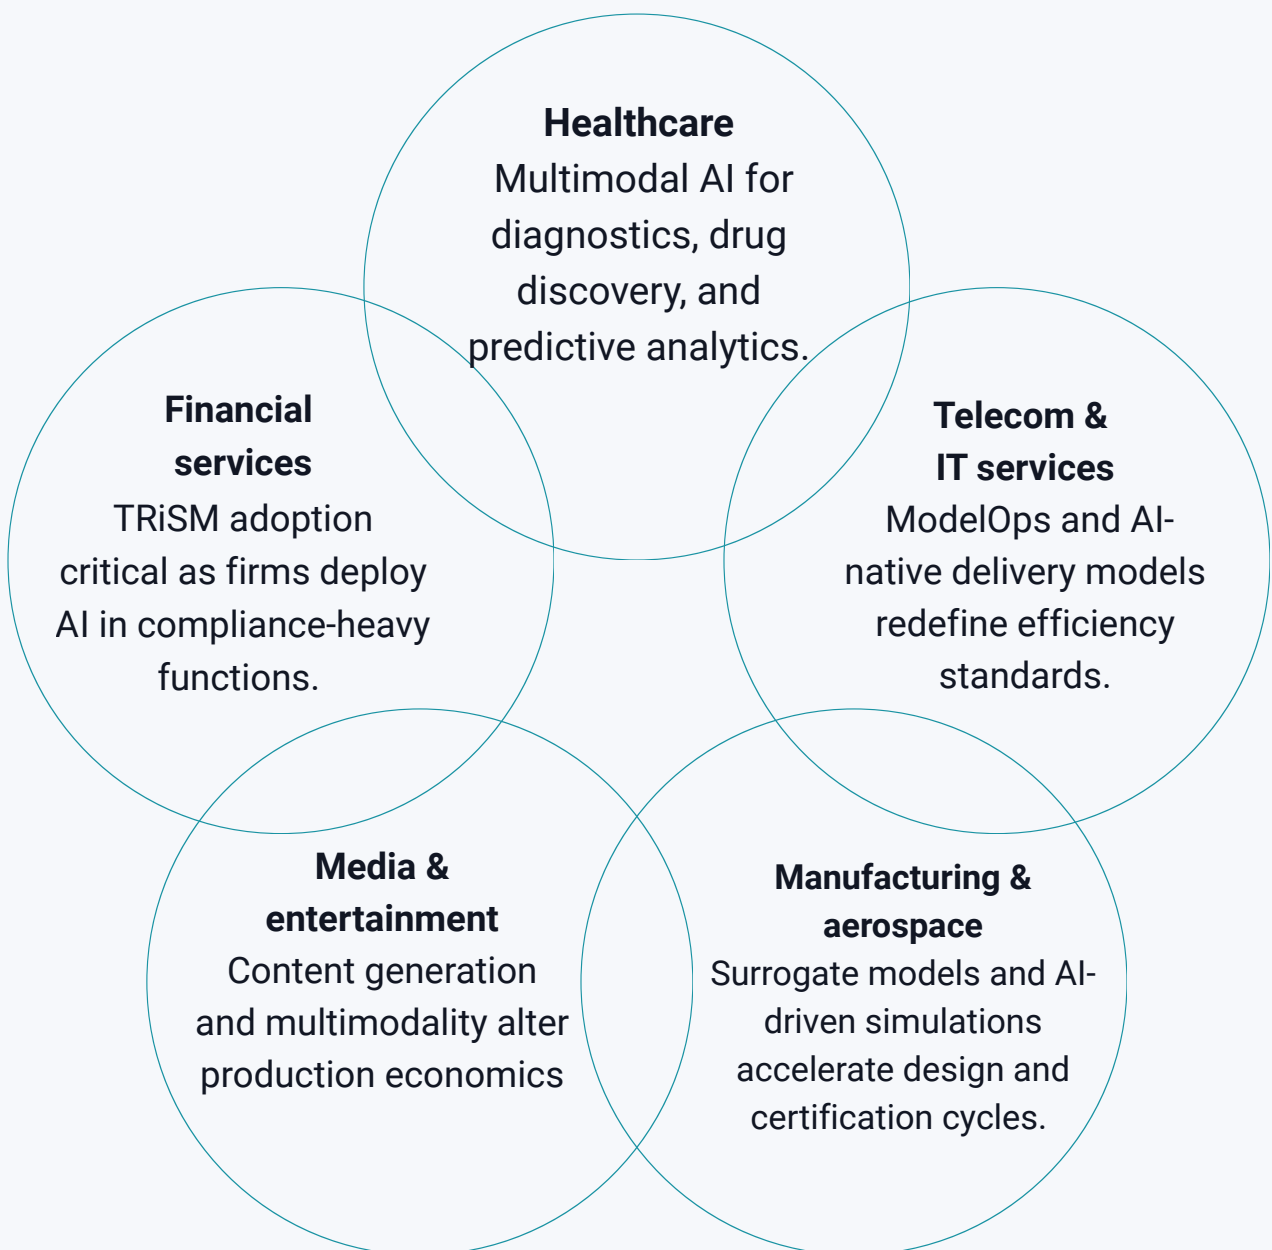 Healthcare
Multimodal AI for
diagnostics, drug
discovery, and
predictive analytics.
Financial
services
TRiSM adoption
critical as firms deploy
AI in compliance-heavy
functions.
Telecom &
IT services
ModelOps and AI-
native delivery models
redefine efficiency
standards.
Media &
entertainment
Content generation
and multimodality alter
production economics
Manufacturing &
aerospace
Surrogate models and AI-
driven simulations
accelerate design and
certification cycles.